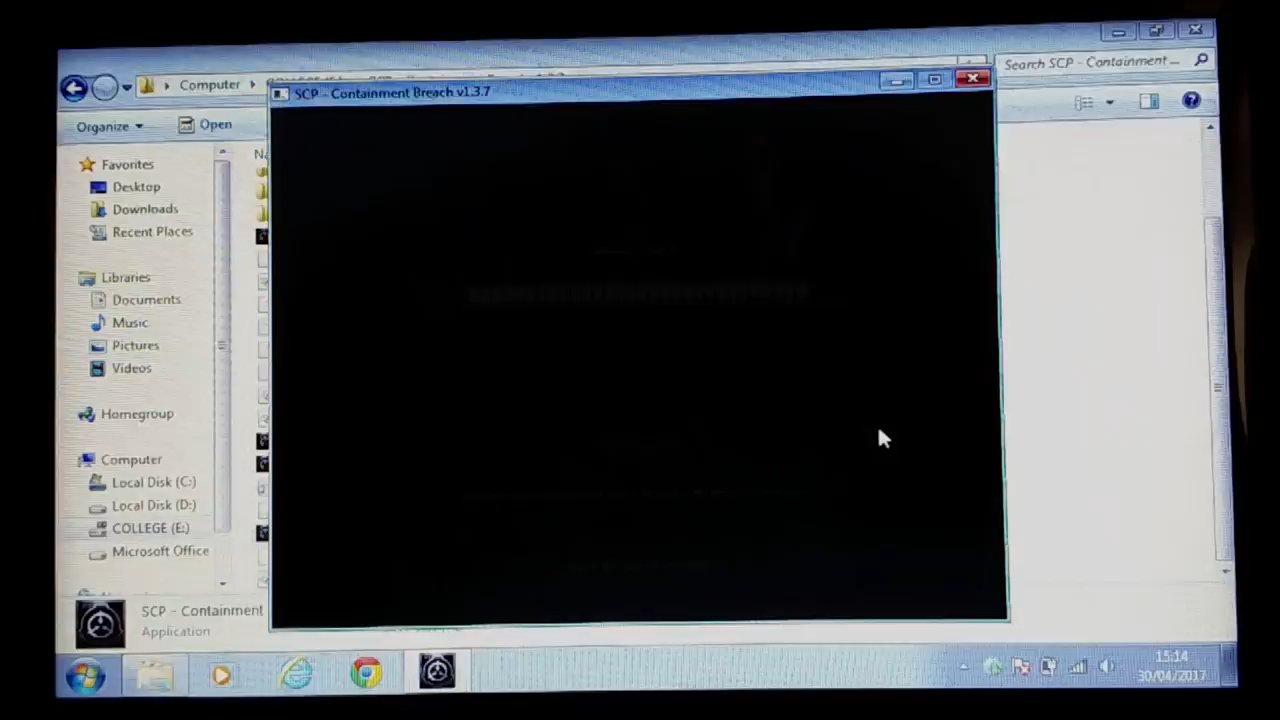 Search SCP - Containment ...
Computer
SCP - Containment Breach v1.3.7
Organize
Open
Favorites
Desktop
Downloads
Recent Places
Libraries
Documents
Music
Pictures
Videos
Homegroup
Computer
Local Disk (C:)
Local Disk (D:)
COLLEGE (E:)
Microsoft Office
SCP - Containment
Application
15:14
30/04/2017